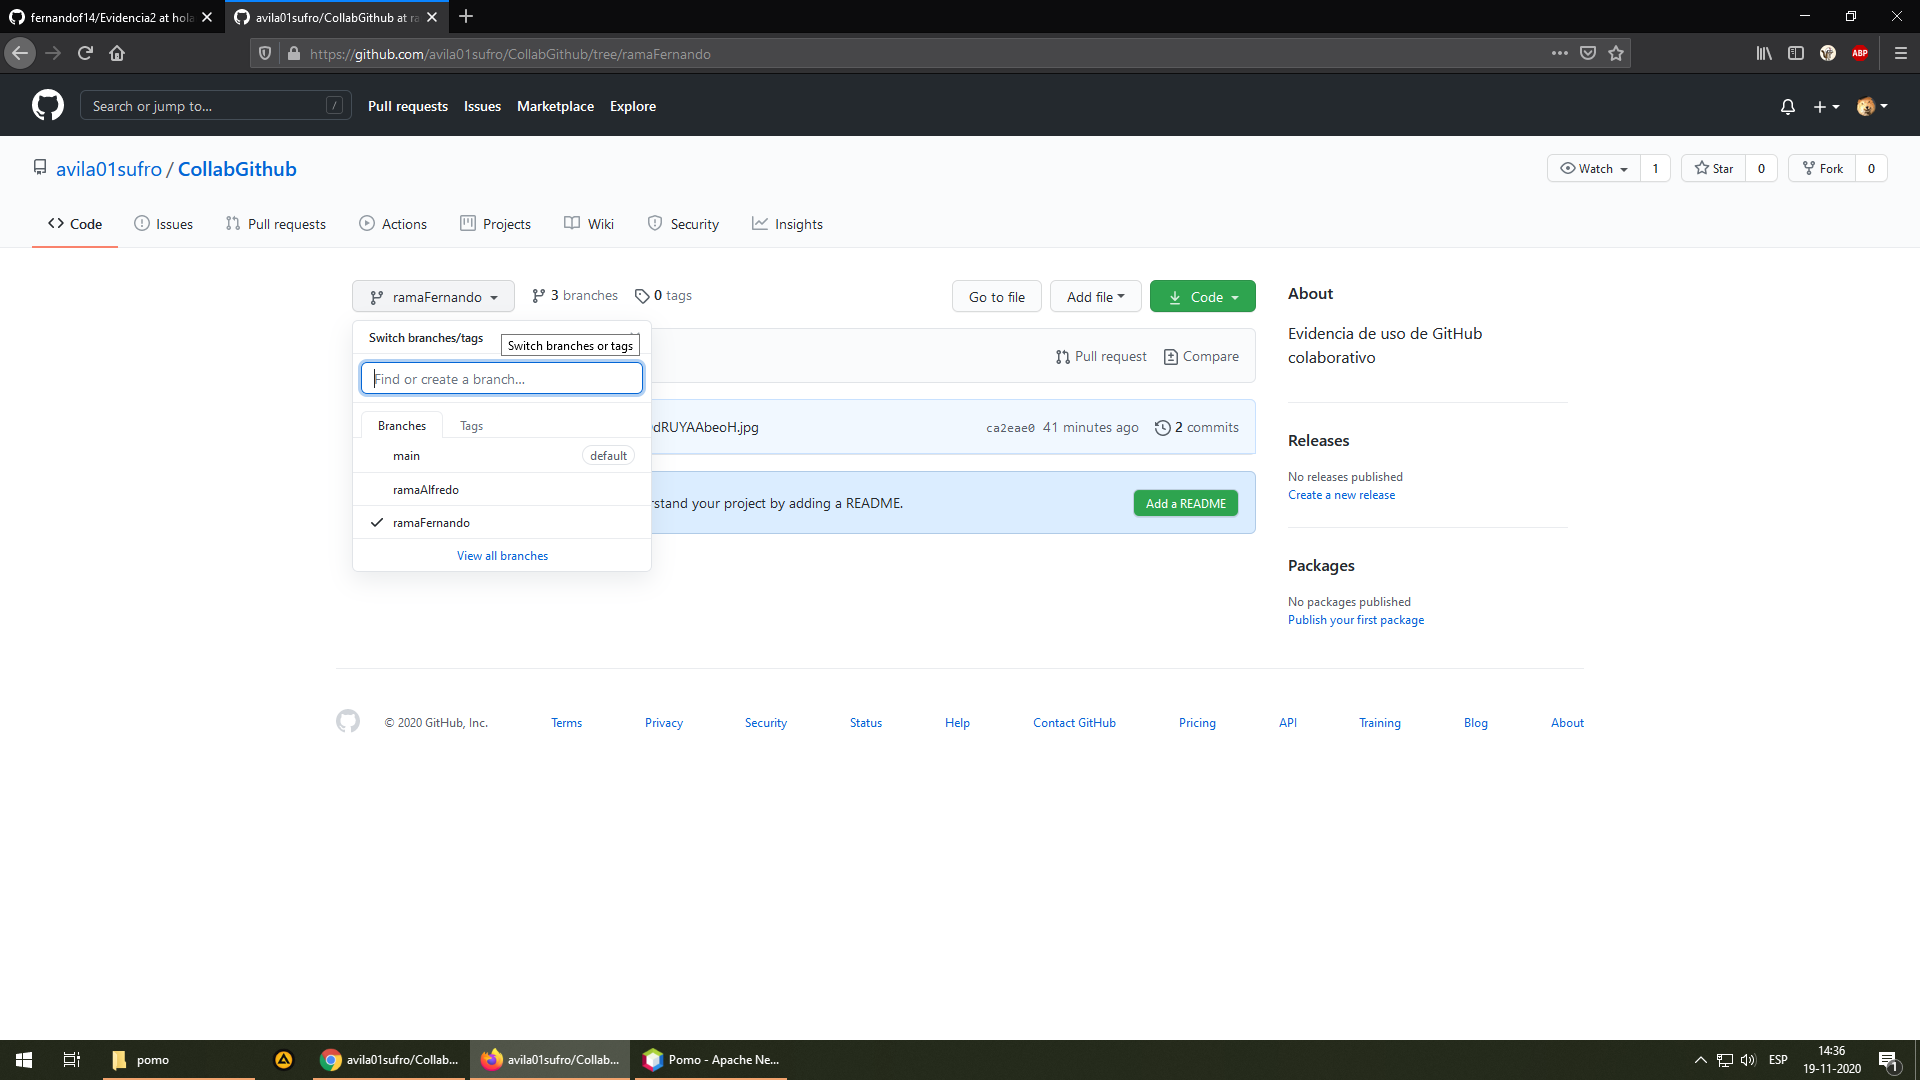 fernandof14/Evidencia2 at hola
avila01sufro/CollabGithub at ra
https://github.com/avila01sufro/CollabGithub/tree/ramaFernando
ABP
Search or jump to...
/
Pull requests
Issues
Marketplace
Explore
avila01sufro / CollabGithub
Watch
1
Star
0
Fork
0
Code
Issues
Pull requests
Actions
Projects
Wiki
Security
Insights
ramaFernando
3 branches
0 tags
Go to file
Add file
Code
Switch branches/tags
Switch branches or tags
Find or create a branch...
Branches
Tags
main
default
ramaAlfredo
ramaFernando
View all branches
Pull request
Compare
dRUYAAbeoH.jpg
ca2eae0
41 minutes ago
2 commits
rstand your project by adding a README.
Add a README
About
Evidencia de uso de GitHub
colaborativo
Releases
No releases published
Create a new release
Packages
No packages published
Publish your first package
© 2020 GitHub, Inc.
Terms
Privacy
Security
Status
Help
Contact GitHub
Pricing
API
Training
Blog
About
pomo
avila01sufro/Collab...
avila01sufro/Collab...
Pomo - Apache Ne...
ESP
14:36
19-11-2020
1